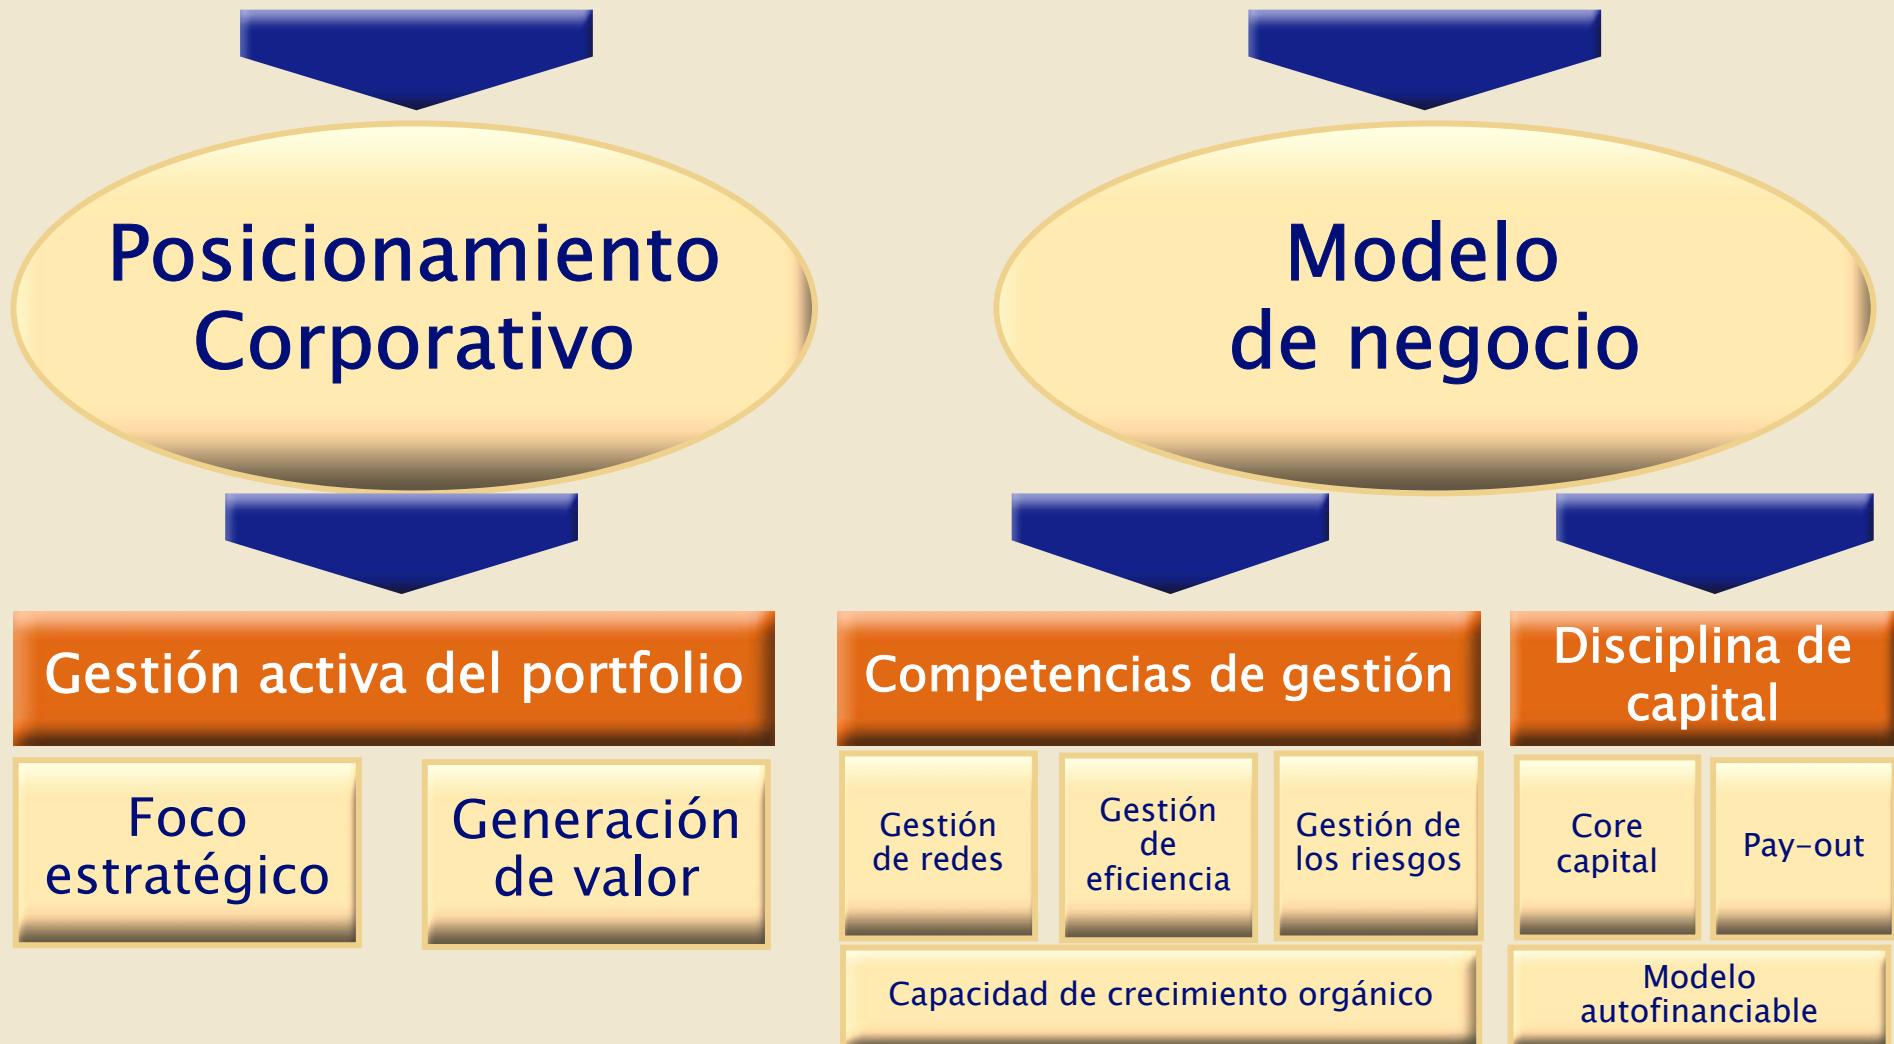 Posicionamiento
Corporativo
Modelo
de negocio
Gestión activa del portfolio
Foco
estratégico
Generación
de valor
Competencias de gestión
Gestión
de redes
Gestión
de
eficiencia
Gestión de
los riesgos
Capacidad de crecimiento orgánico
Disciplina de
capital
Core
capital
Pay-out
Modelo
autofinanciable